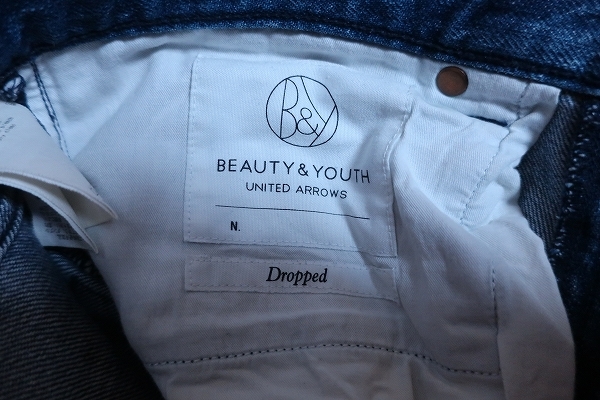 B&Y
BEAUTY & YOUTH
UNITED ARROWS
N.
Dropped